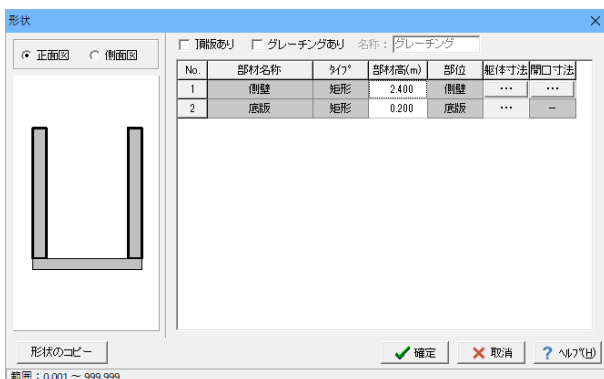 形状
正面図 側面図
頂版あり グレーチングあり 名称：グレーチング
No. 部材名称 ﾀｲﾌﾟ 部材高(m) 部位 躯体寸法 開口寸法
1 側壁 矩形 2.400 側壁 … …
2 底版 矩形 0.200 底版 … －
形状のコピー
確定 取消 ? ﾍﾙﾌﾟ(H)
範囲：0.001 ～ 999.999